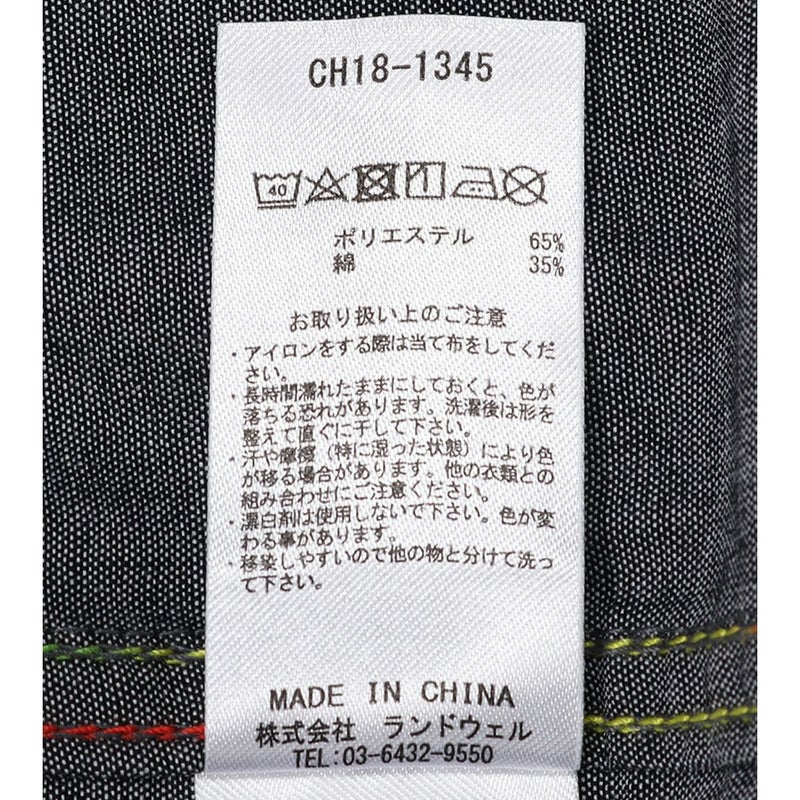 CH18-1345
40
ポリエステル 65%
綿 35%
お取り扱い上のご注意
・アイロンをする際は当て布をしてくだ
さい。
・長時間濡れたままにしておくと、色が
落ちる恐れがあります。洗濯後は形を
整えて直ぐに干して下さい。
・汗や摩擦（特に湿った状態）により色
が移る場合があります。他の衣類との
組み合わせにご注意ください。
・漂白剤は使用しないで下さい。色が変
わる事があります。
・移染しやすいので他の物と分けて洗っ
て下さい。
MADE IN CHINA
株式会社 ランドウェル
TEL:03-6432-9550